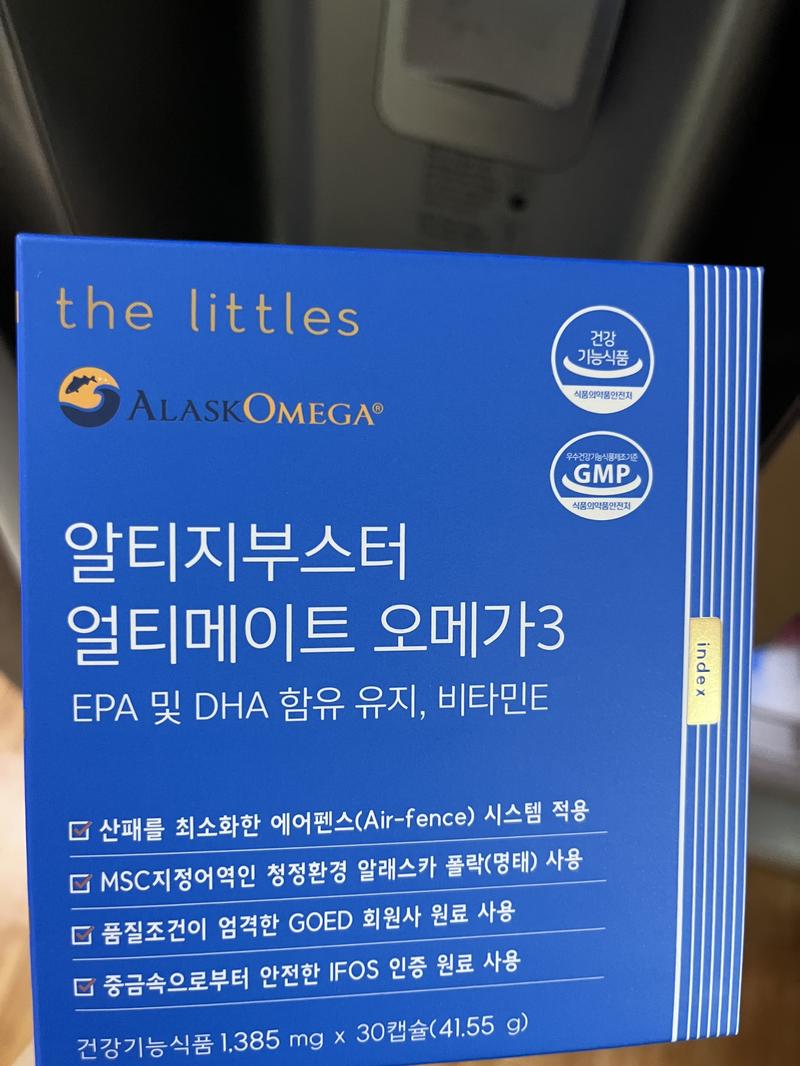 the littles
ALASKOMEGA®
건강
기능식품
식품의약품안전처
우수건강기능식품제조기준
GMP
식품의약품안전처
알티지부스터
얼티메이트 오메가3
EPA 및 DHA 함유 유지, 비타민E
index
산패를 최소화한 에어펜스(Air-fence) 시스템 적용
MSC지정어역인 청정환경 알래스카 폴락(명태) 사용
품질조건이 엄격한 GOED 회원사 원료 사용
중금속으로부터 안전한 IFOS 인증 원료 사용
건강기능식품 1,385 mg x 30캡슐(41.55 g)